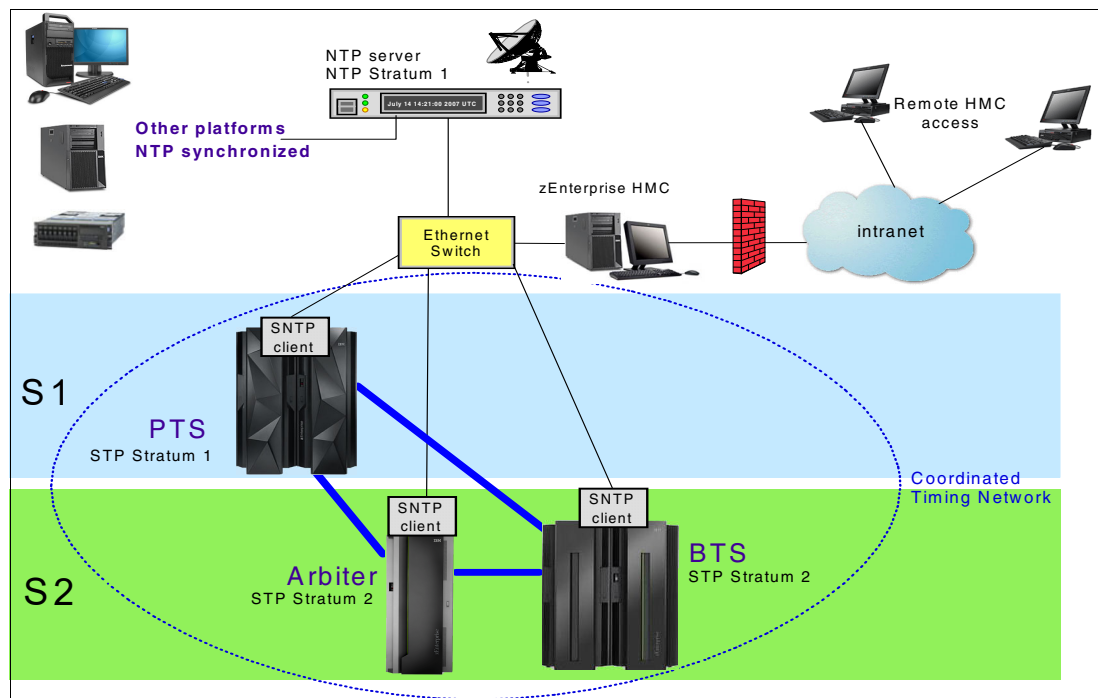 NTP server
NTP Stratum 1
July 14 14:21:00 2007 UTC
Other platforms
NTP synchronized
Remote HMC
access
zEnterprise HMC
Ethernet
Switch
intranet
SNTP
client
S1
PTS
STP Stratum 1
Coordinated
Timing Network
SNTP
client
SNTP
client
S2
Arbiter
STP Stratum 2
BTS
STP Stratum 2